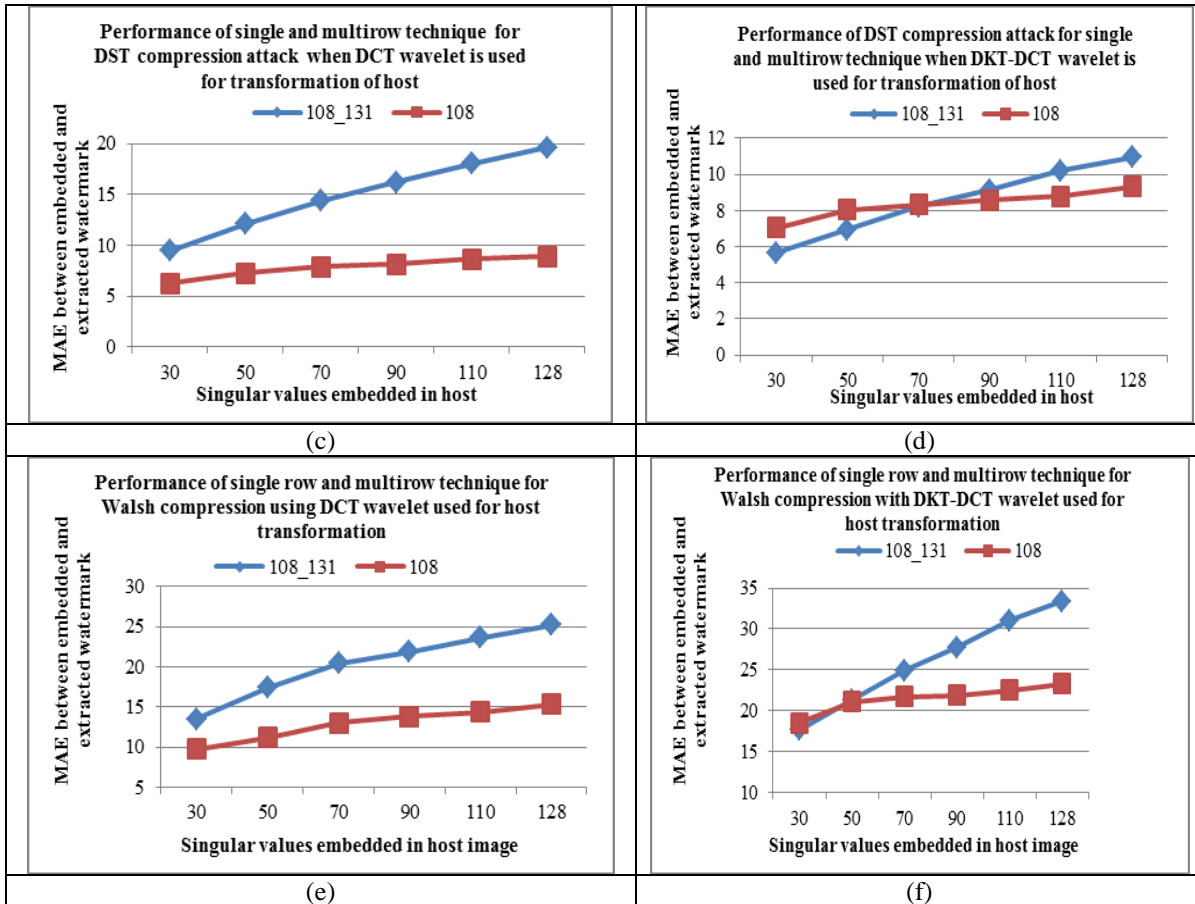 Performance of single and multirow technique for
DST compression attack when DCT wavelet is used
for transformation of host
108_131
108
MAE between embedded and
extracted watermark
20
15
10
5
0
30 50 70 90 110 128
Singular values embedded in host
(c)
Performance of DST compression attack for single
and multirow technique when DKT-DCT wavelet is
used for transformation of host
108_131
108
MAE between embedded and
extracted watermark
12
10
8
6
4
2
0
30 50 70 90 110 128
Singular values embedded in host
(d)
Performance of single row and multirow technique for
Walsh compression using DCT wavelet used for host
transformation
108_131
108
MAE between embedded and
extracted watermark
30
25
20
15
10
5
30 50 70 90 110 128
Singular values embedded in host image
(e)
Performance of single row and multirow technique for
Walsh compression with DKT-DCT wavelet used for
host transformation
108_131
108
MAE between embedded and
extracted watermark
35
30
25
20
15
10
30 50 70 90 110 128
Singular values embedded in host image
(f)